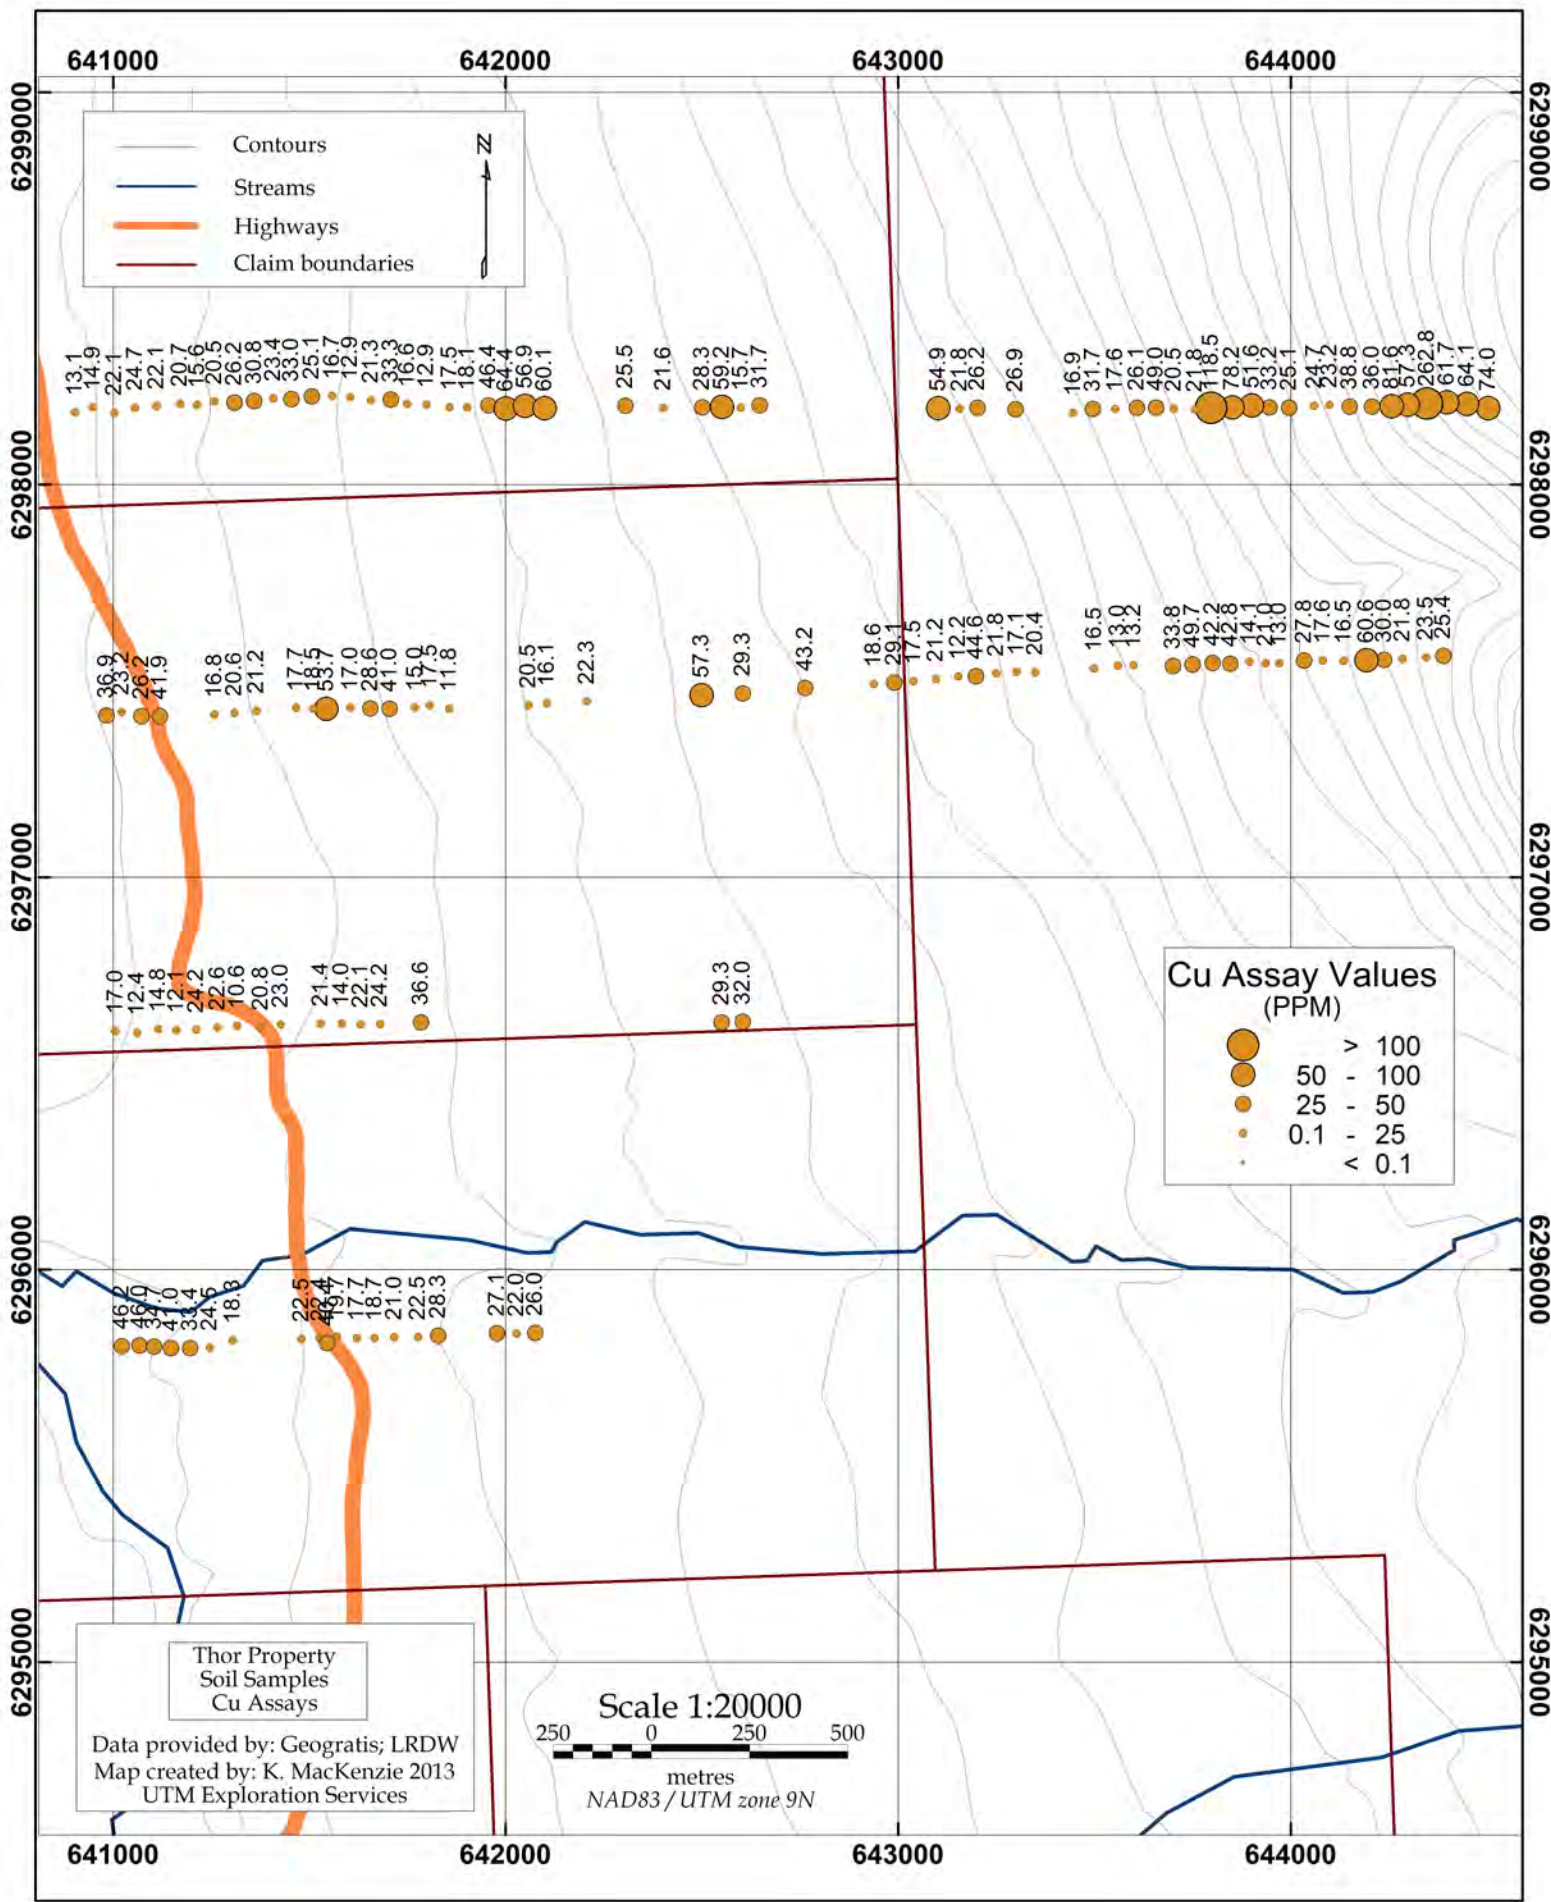 641000 642000 643000 644000
6299000 6299000
Contours
Streams
Highways
Claim boundaries
N
13.1 14.9 22.1 24.7 22.1 20.7 15.6 20.5 26.2 30.8 23.4 33.0 25.1 16.7 12.9 21.3 33.3 16.6 12.9 17.5 18.1 46.4 64.4 56.9 60.1 25.5 21.6 28.3 59.2 15.7 31.7 54.9 21.8 26.2 26.9 16.9 31.7 17.6 26.1 49.0 20.5 21.8 118.5 78.2 51.6 33.2 25.1 24.7 23.2 38.8 36.0 81.6 57.3 262.8 61.7 64.1 74.0
6298000 6298000
36.9 23.2 26.2 41.9 16.8 20.6 21.2 17.7 18.5 53.7 17.0 28.6 41.0 15.0 17.5 11.8 20.5 16.1 22.3 57.3 29.3 43.2 18.6 29.1 17.5 21.2 12.2 44.6 21.8 17.1 20.4 16.5 13.0 13.2 33.8 49.7 42.2 42.8 14.1 21.0 13.0 27.8 17.6 16.5 60.6 30.0 21.8 23.5 25.4
6297000 6297000
17.0 12.4 14.8 12.1 24.2 22.6 10.6 20.8 23.0 21.4 14.0 22.1 24.2 36.6 29.3 32.0
Cu Assay Values
(PPM)
> 100
50 - 100
25 - 50
0.1 - 25
< 0.1
6296000 6296000
46.2 46.0 34.7 41.0 33.4 24.5 18.3 22.5 19.7 17.7 18.7 21.0 22.5 28.3 27.1 22.0 26.0
6295000 6295000
Thor Property
Soil Samples
Cu Assays
Data provided by: Geogratis; LRDW
Map created by: K. MacKenzie 2013
UTM Exploration Services
Scale 1:20000
250 0 250 500
metres
NAD83 / UTM zone 9N
641000 642000 643000 644000